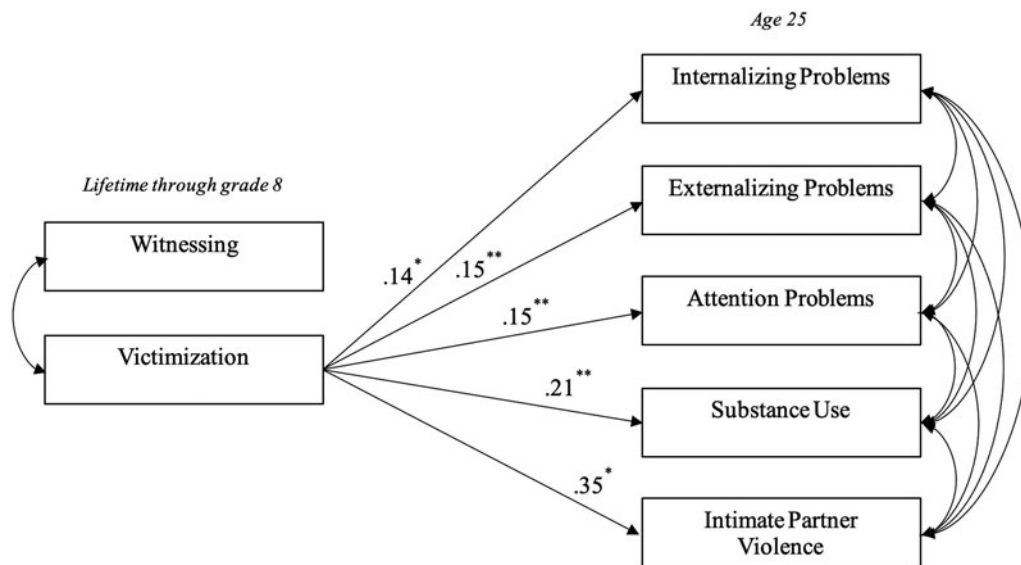 Age 25
Internalizing Problems
Lifetime through grade 8
Externalizing Problems
Witnessing
.14*
.15**
Attention Problems
.15**
Victimization
.21**
Substance Use
.35*
Intimate Partner
Violence